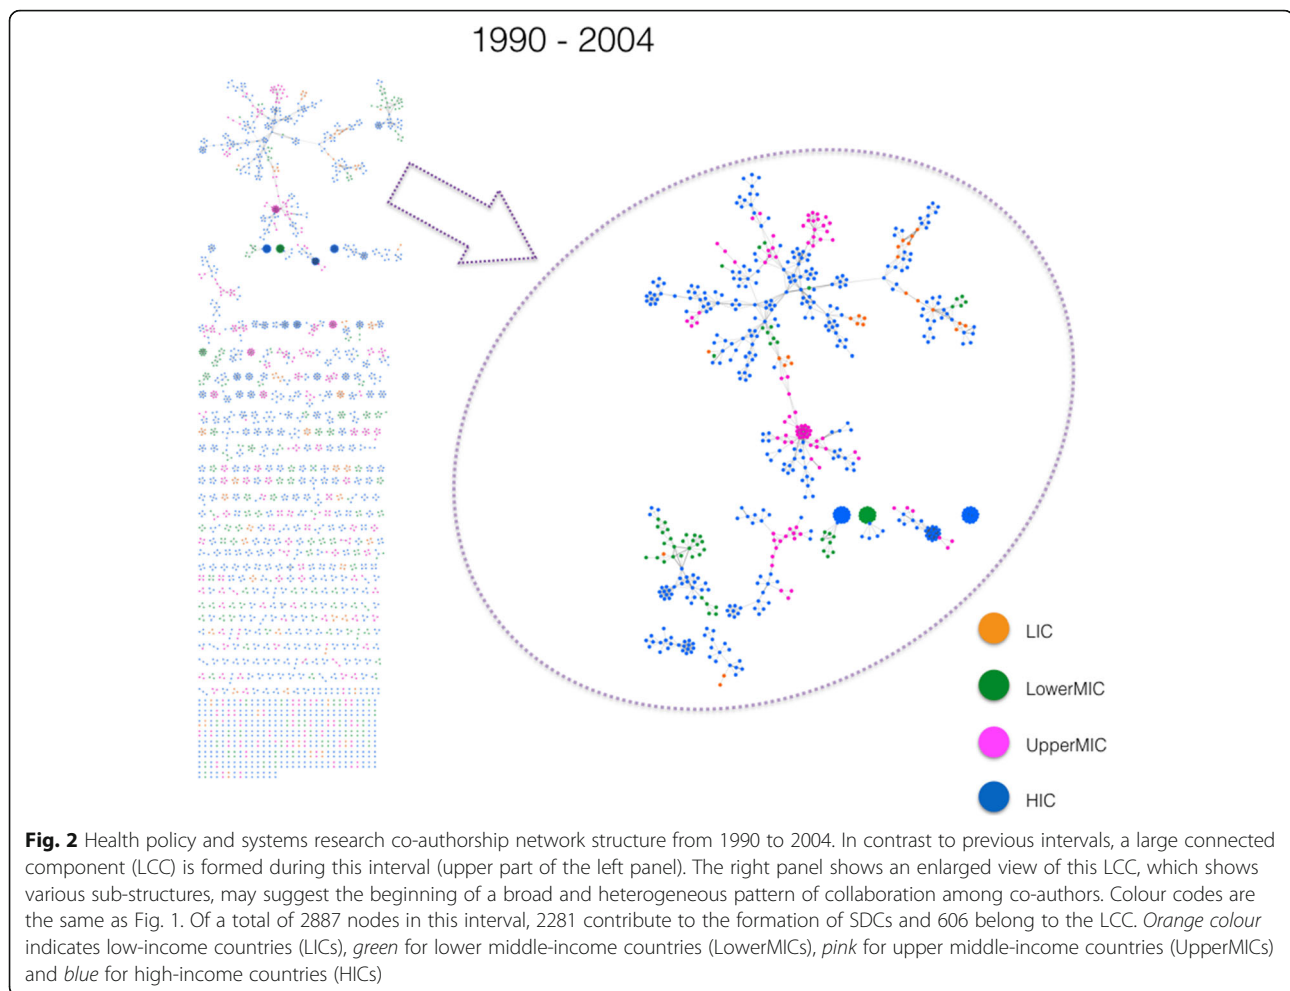 1990 - 2004
LIC
LowerMIC
UpperMIC
HIC
Fig. 2 Health policy and systems research co-authorship network structure from 1990 to 2004. In contrast to previous intervals, a large connected
component (LCC) is formed during this interval (upper part of the left panel). The right panel shows an enlarged view of this LCC, which shows
various sub-structures, may suggest the beginning of a broad and heterogeneous pattern of collaboration among co-authors. Colour codes are
the same as Fig. 1. Of a total of 2887 nodes in this interval, 2281 contribute to the formation of SDCs and 606 belong to the LCC. Orange colour
indicates low-income countries (LICs), green for lower middle-income countries (LowerMICs), pink for upper middle-income countries (UpperMICs)
and blue for high-income countries (HICs)